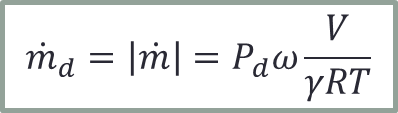 ṁ_d = |ṁ| = P_d ω V / γRT